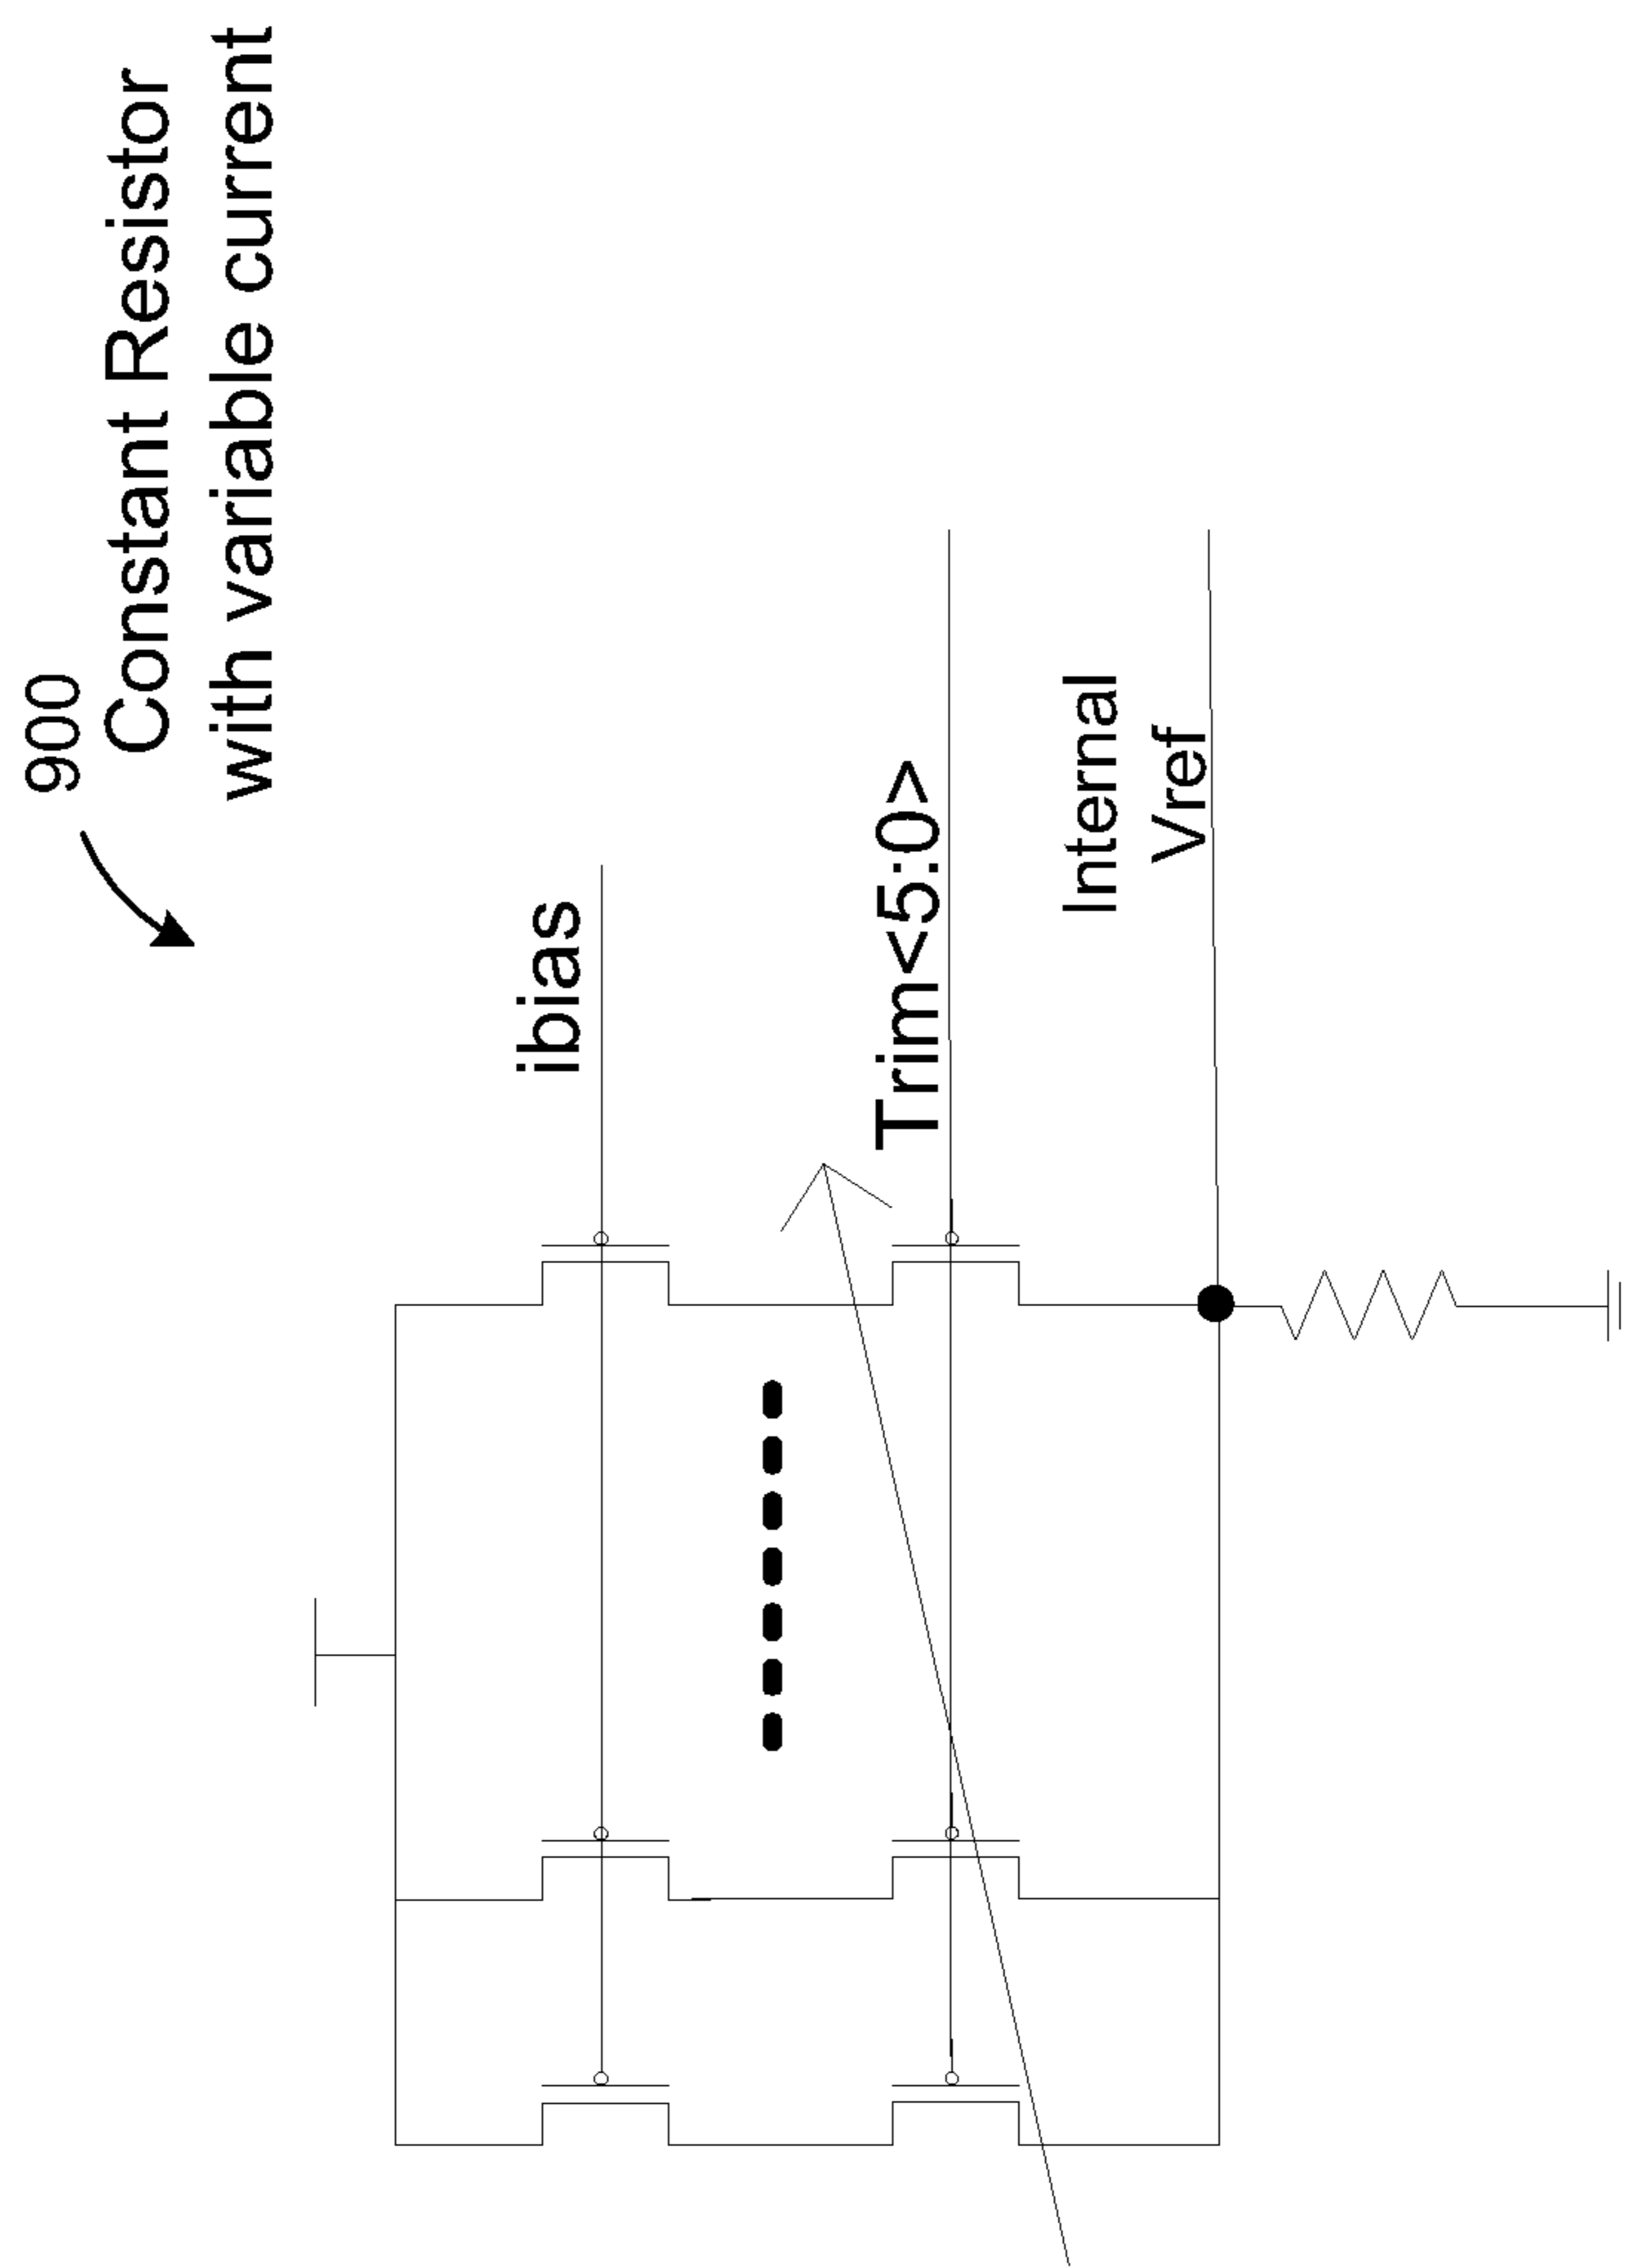 900
Constant Resistor
with variable current
ibias
Trim<5:0>
Internal
Vref